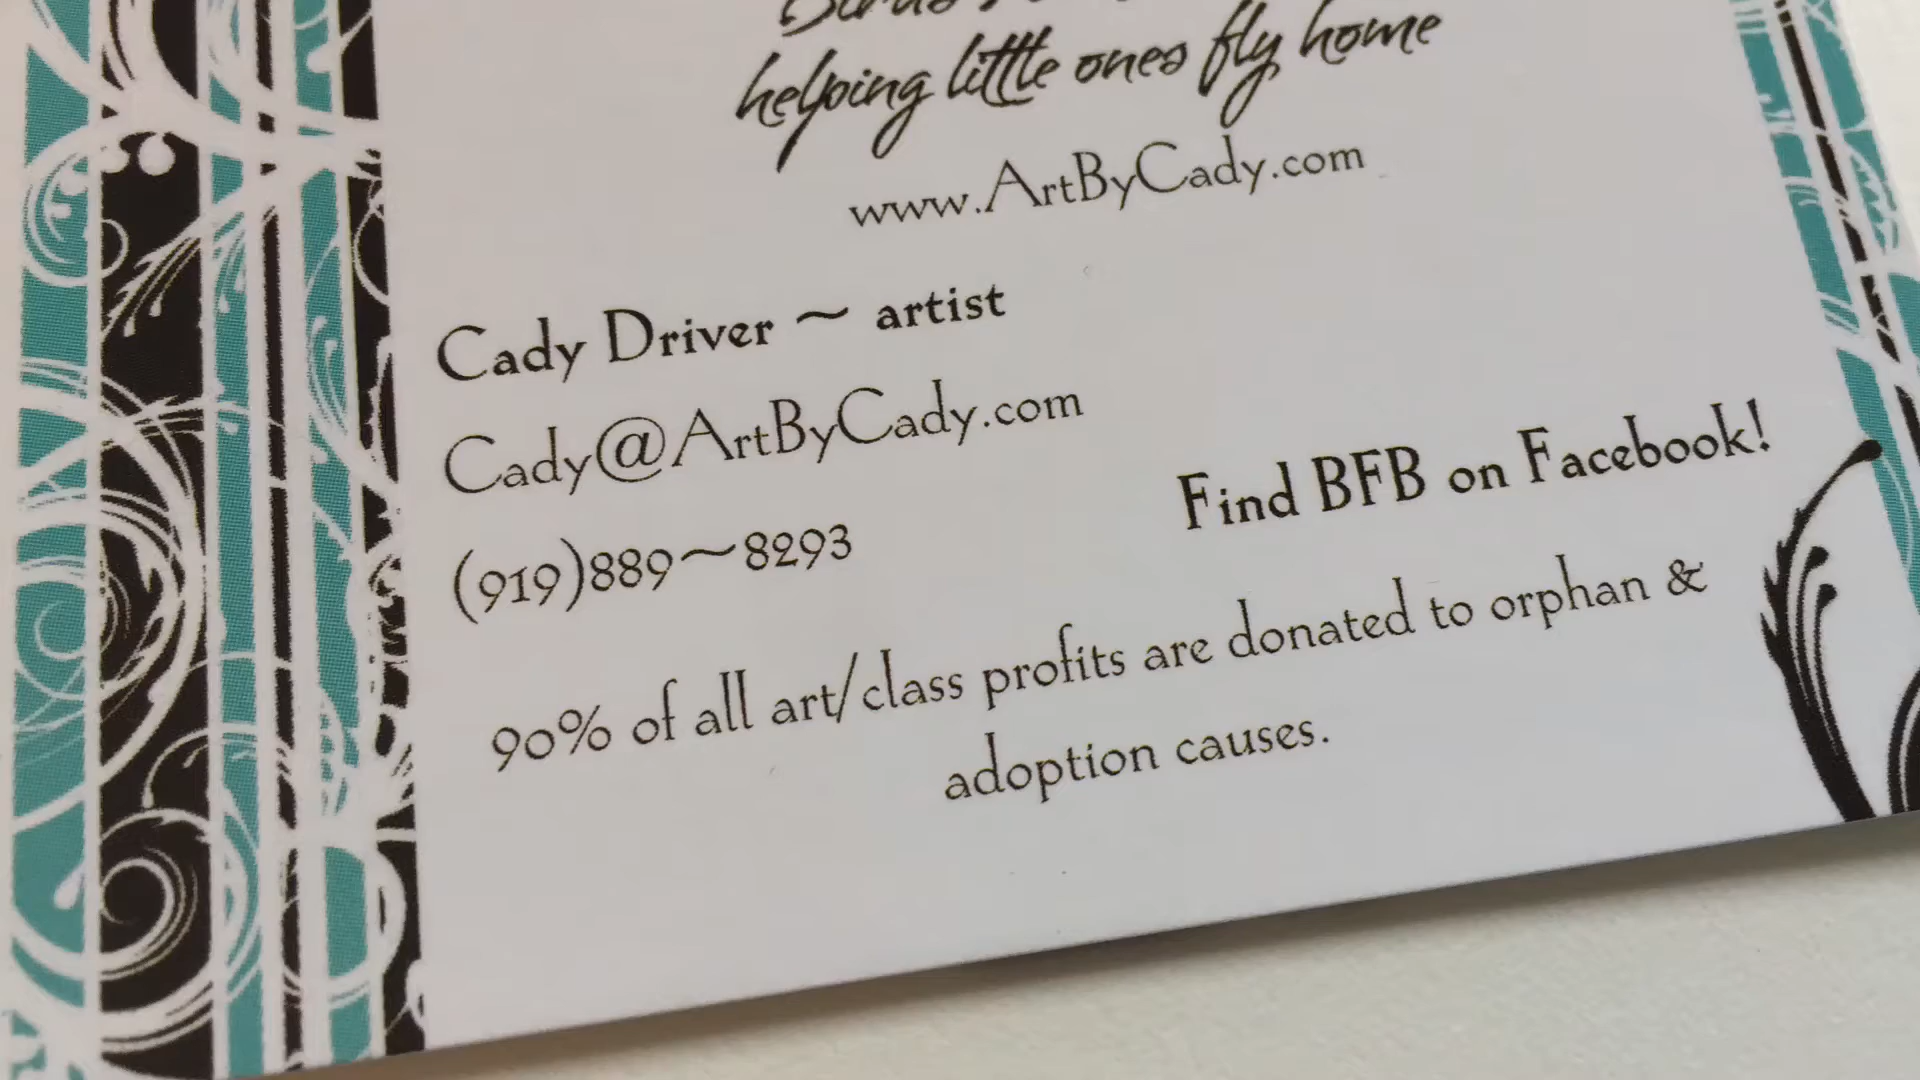 helping little ones fly home
www.ArtByCady.com
Cady Driver ~ artist
Cady@ArtByCady.com
(919)889~8293
Find BFB on Facebook!
90% of all art/class profits are donated to orphan &
adoption causes.